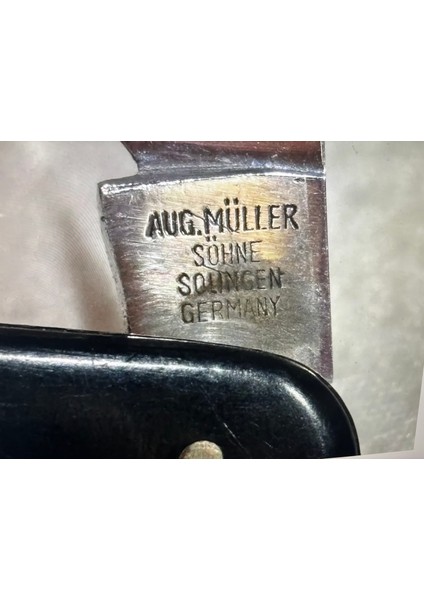 AUG. MÜLLER
SÖHNE
SOLINGEN
GERMANY